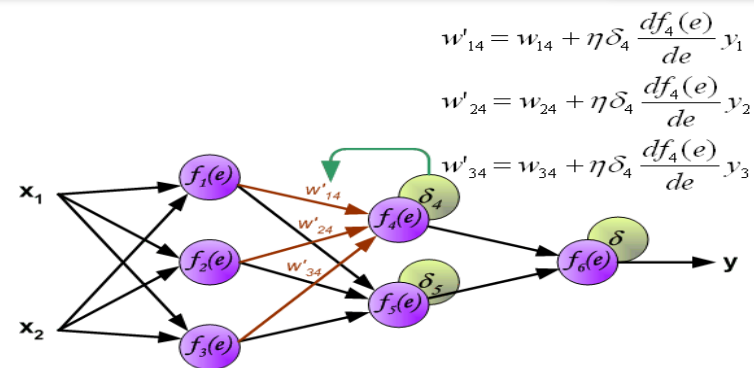 w'₁₄ = w₁₄ + ηδ₄ df₄(e)/de y₁
w'₂₄ = w₂₄ + ηδ₄ df₄(e)/de y₂
w'₃₄ = w₃₄ + ηδ₄ df₄(e)/de y₃
x₁
f₁(e)
w'₁₄
δ₄
f₄(e)
w'₂₄
f₂(e)
w'₃₄
δ
f₆(e)
y
δ₅
f₅(e)
x₂
f₃(e)